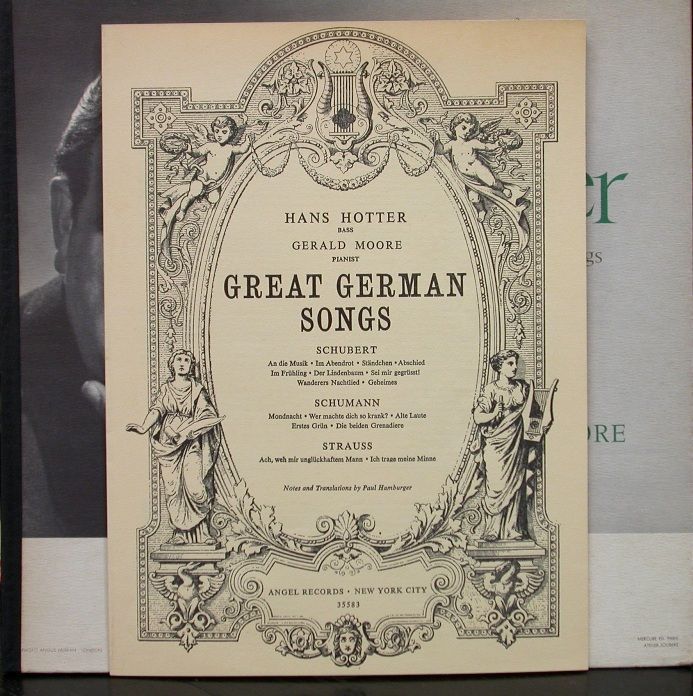 HANS HOTTER
BASS
GERALD MOORE
PIANIST
GREAT GERMAN
SONGS
SCHUBERT
An die Musik • Im Abendrot • Ständchen • Abschied
Im Frühling • Der Lindenbaum • Sei mir gegrüsst!
Wanderers Nachtlied • Geheimes
SCHUMANN
Mondnacht • Wer machte dich so krank? • Alte Laute
Erstes Grün • Die beiden Grenadiere
STRAUSS
Ach, weh mir unglückhaftem Mann • Ich trage meine Minne
Notes and Translations by Paul Hamburger
ANGEL RECORDS • NEW YORK CITY
35583
er
gs
ORE